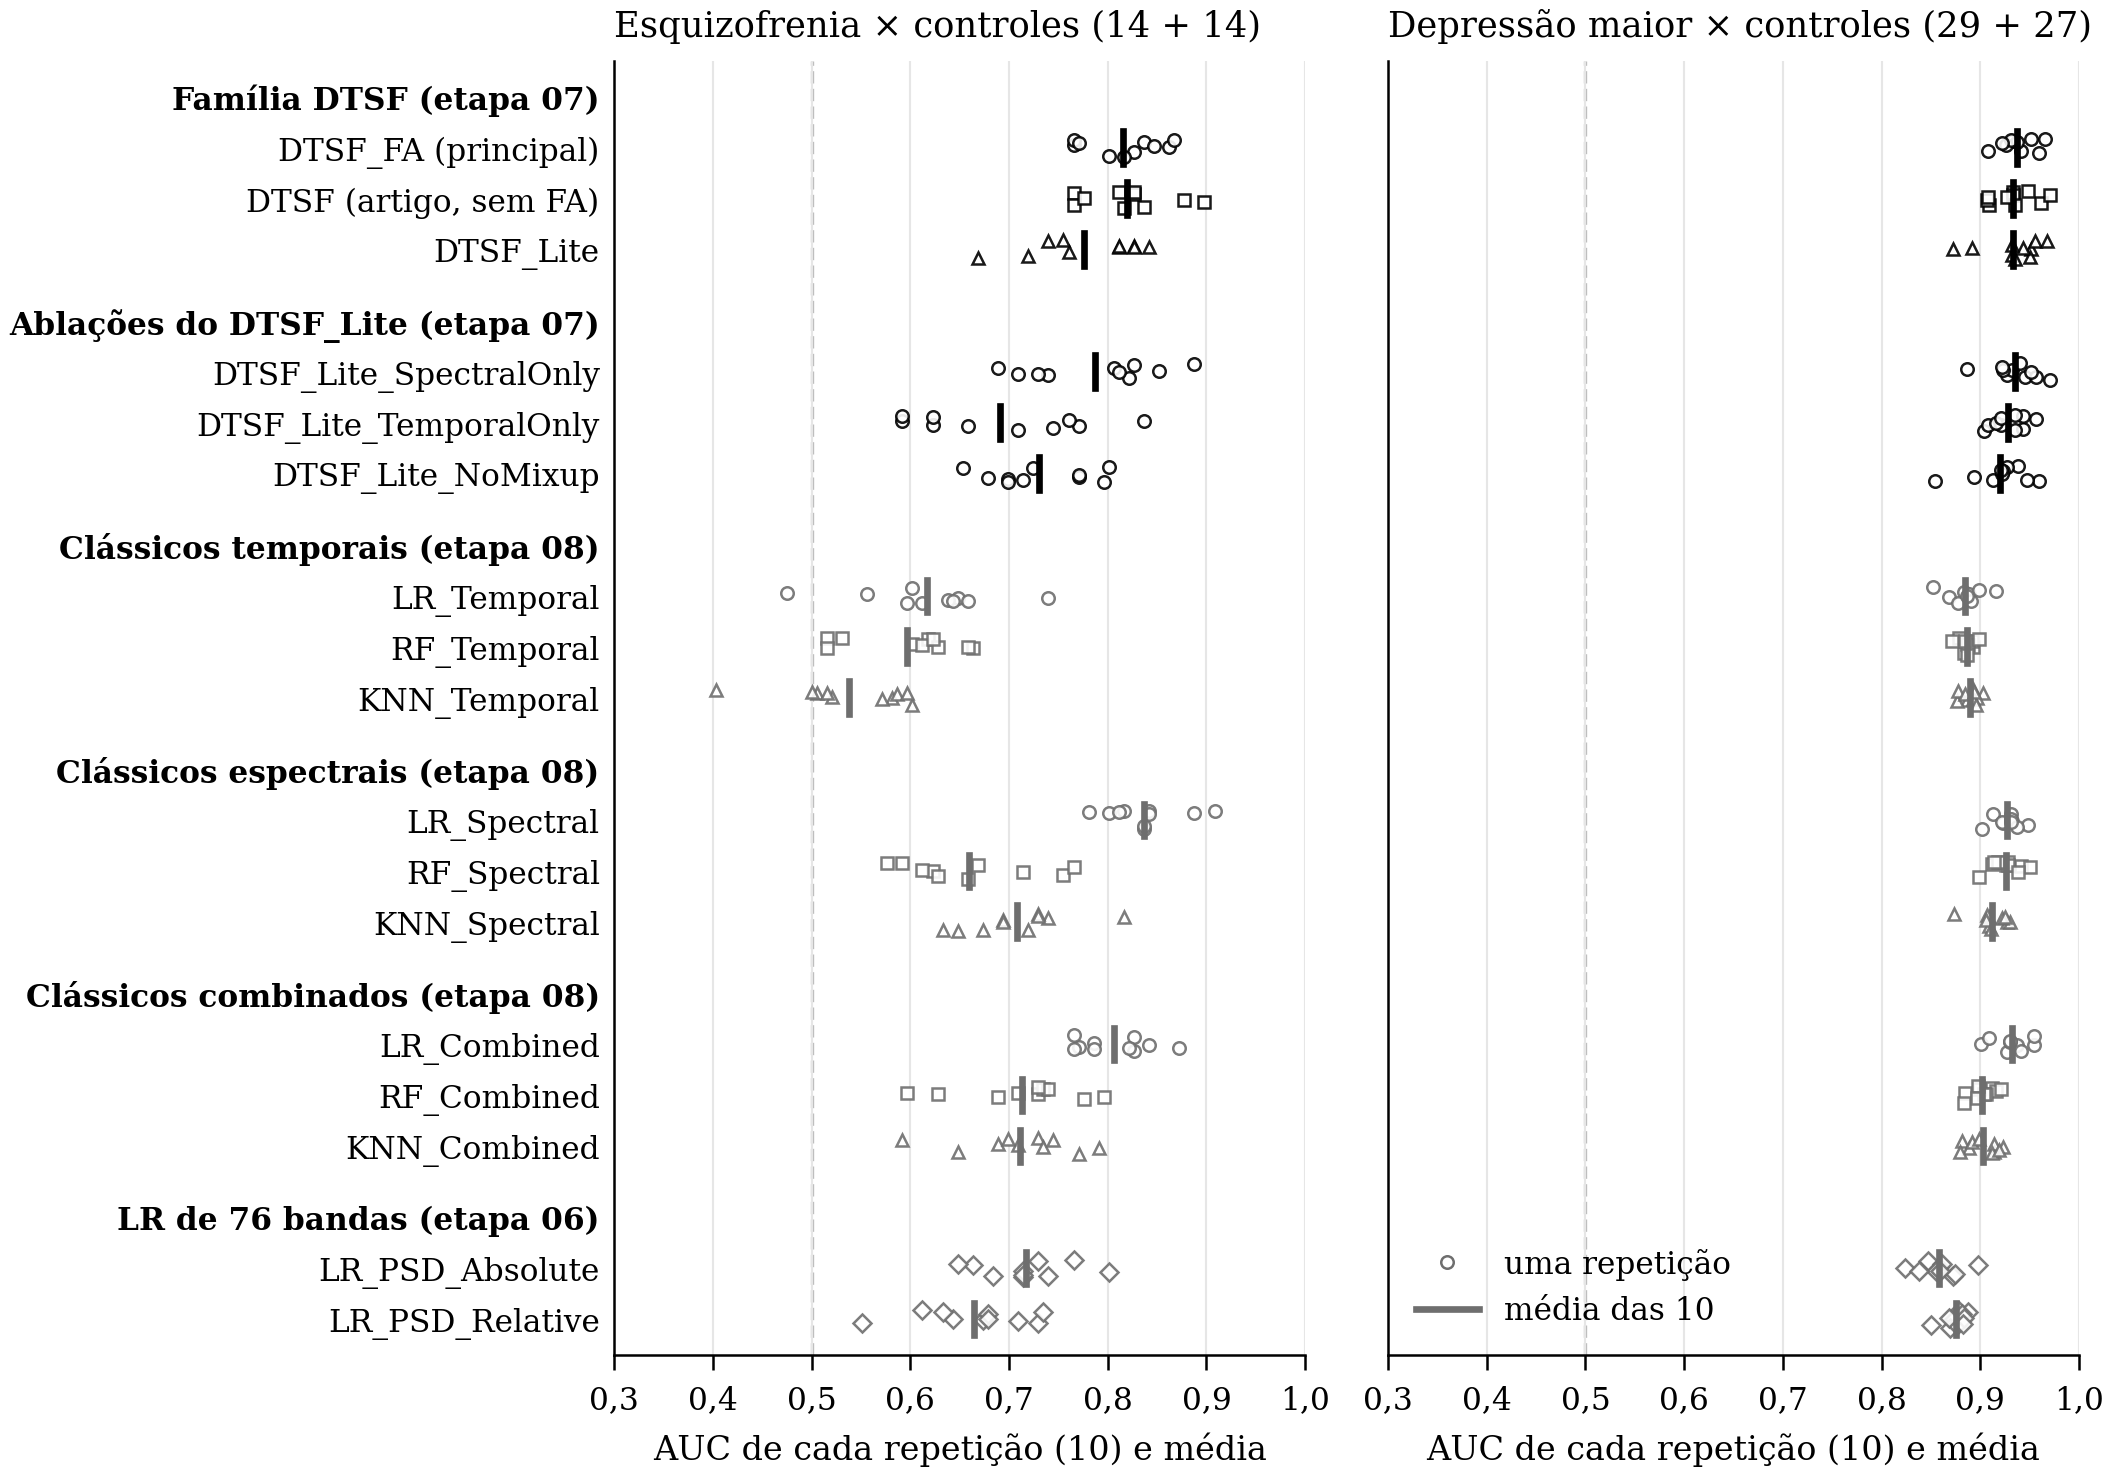 Esquizofrenia × controles (14 + 14)
Depressão maior × controles (29 + 27)
Família DTSF (etapa 07)
DTSF_FA (principal)
DTSF (artigo, sem FA)
DTSF_Lite
Ablações do DTSF_Lite (etapa 07)
DTSF_Lite_SpectralOnly
DTSF_Lite_TemporalOnly
DTSF_Lite_NoMixup
Clássicos temporais (etapa 08)
LR_Temporal
RF_Temporal
KNN_Temporal
Clássicos espectrais (etapa 08)
LR_Spectral
RF_Spectral
KNN_Spectral
Clássicos combinados (etapa 08)
LR_Combined
RF_Combined
KNN_Combined
LR de 76 bandas (etapa 06)
LR_PSD_Absolute
LR_PSD_Relative
uma repetição
média das 10
0,3 0,4 0,5 0,6 0,7 0,8 0,9 1,0
0,3 0,4 0,5 0,6 0,7 0,8 0,9 1,0
AUC de cada repetição (10) e média
AUC de cada repetição (10) e média